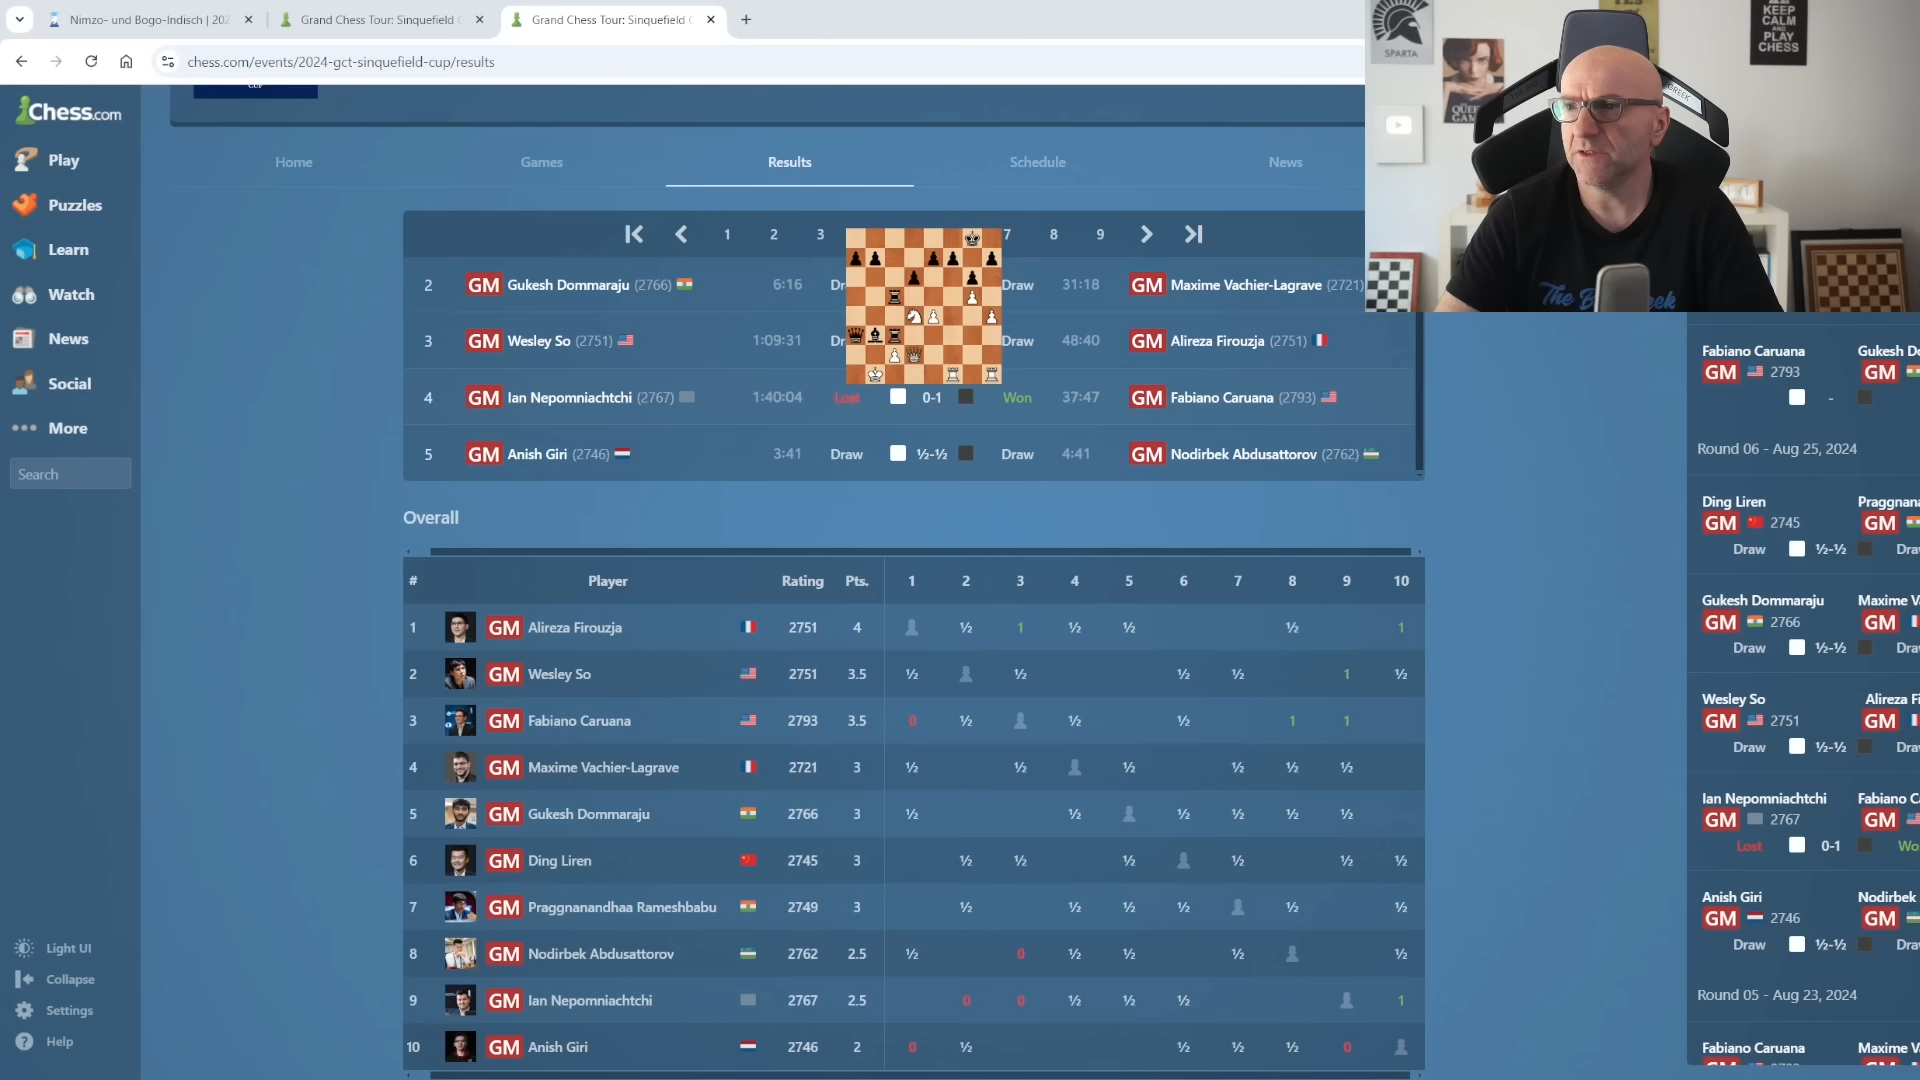 Nimzo- und Bogo-Indisch | 202
Grand Chess Tour: Sinquefield C
Grand Chess Tour: Sinquefield C
chess.com/events/2024-gct-sinquefield-cup/results
SPARTA
KEEP CALM AND PLAY CHESS
GREEK
Chess.com
Play
Puzzles
Learn
Watch
News
Social
More
Search
Light UI
Collapse
Settings
Help
CUP
Home Games Results Schedule News
1 2 3 7 8 9
2 GM Gukesh Dommaraju (2766) 6:16 Dr Draw 31:18 GM Maxime Vachier-Lagrave (2721)
3 GM Wesley So (2751) 1:09:31 Dr Draw 48:40 GM Alireza Firouzja (2751)
4 GM Ian Nepomniachtchi (2767) 1:40:04 Lost 0-1 Won 37:47 GM Fabiano Caruana (2793)
5 GM Anish Giri (2746) 3:41 Draw ½-½ Draw 4:41 GM Nodirbek Abdusattorov (2762)
Overall
# Player Rating Pts. 1 2 3 4 5 6 7 8 9 10
1 GM Alireza Firouzja 2751 4 ½ 1 ½ ½ ½ 1
2 GM Wesley So 2751 3.5 ½ ½ ½ ½ 1 ½
3 GM Fabiano Caruana 2793 3.5 0 ½ ½ ½ 1 1
4 GM Maxime Vachier-Lagrave 2721 3 ½ ½ ½ ½ ½ ½
5 GM Gukesh Dommaraju 2766 3 ½ ½ ½ ½ ½ ½
6 GM Ding Liren 2745 3 ½ ½ ½ ½ ½ ½
7 GM Praggnanandhaa Rameshbabu 2749 3 ½ ½ ½ ½ ½ ½
8 GM Nodirbek Abdusattorov 2762 2.5 ½ 0 ½ ½ ½ ½
9 GM Ian Nepomniachtchi 2767 2.5 0 0 ½ ½ ½ 1
10 GM Anish Giri 2746 2 0 ½ ½ ½ ½ 0
Fabiano Caruana Gukesh Do
GM 2793 GM
-
Round 06 - Aug 25, 2024
Ding Liren Praggnana
GM 2745 GM
Draw ½-½ Dra
Gukesh Dommaraju Maxime Va
GM 2766 GM
Draw ½-½ Dra
Wesley So Alireza Fi
GM 2751 GM
Draw ½-½ Dra
Ian Nepomniachtchi Fabiano Ca
GM 2767 GM
Lost 0-1 Wo
Anish Giri Nodirbek
GM 2746 GM
Draw ½-½ Dra
Round 05 - Aug 23, 2024
Fabiano Caruana Maxime V